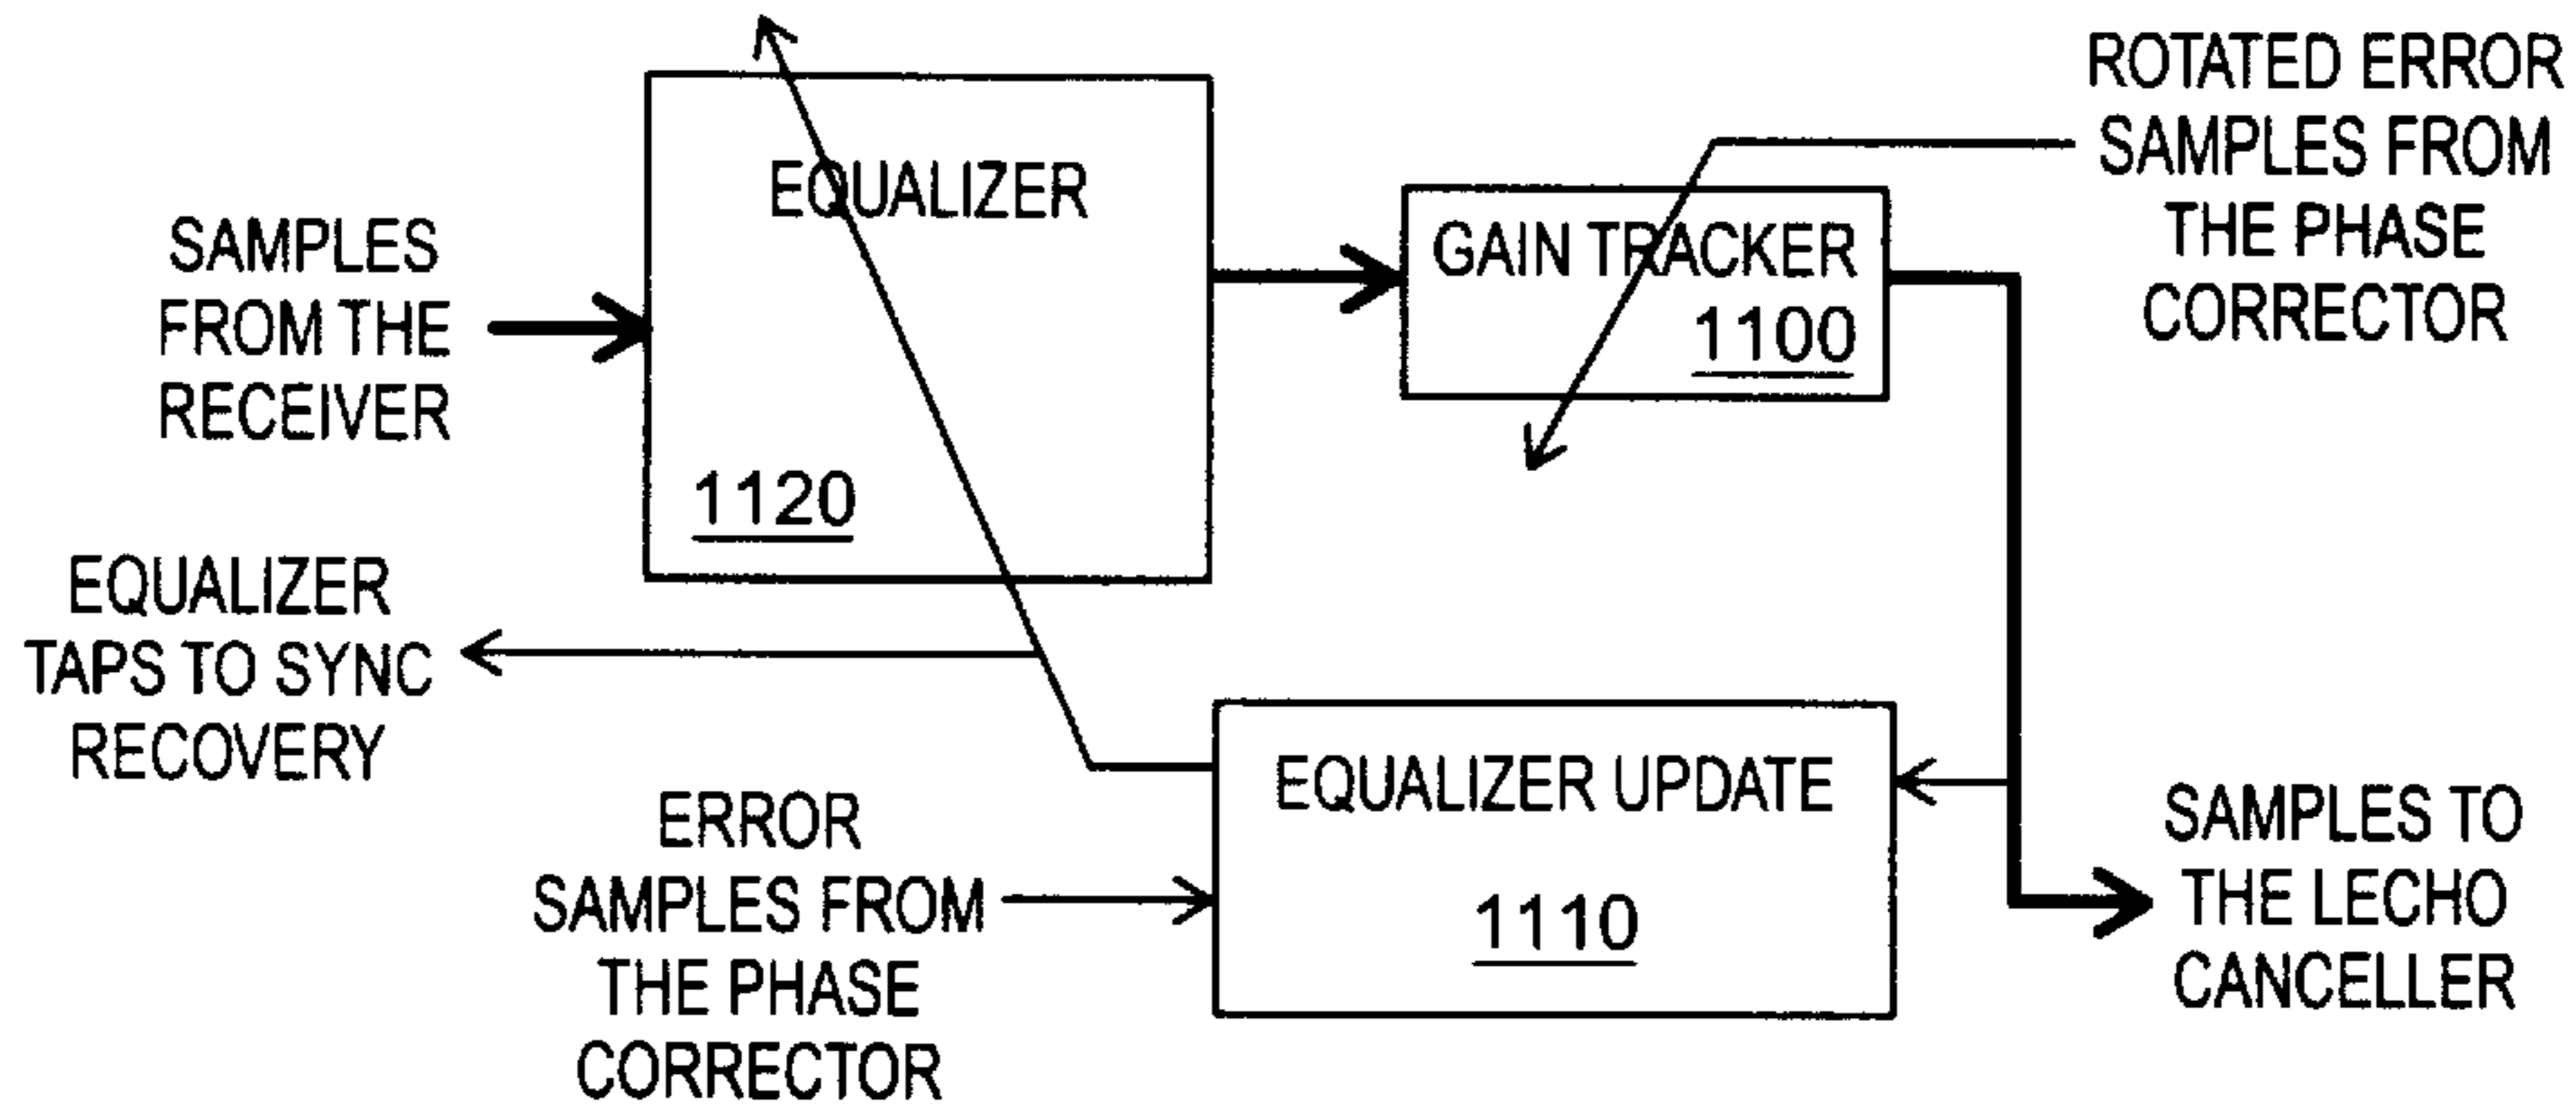 SAMPLES
FROM THE
RECEIVER
EQUALIZER
1120
GAIN TRACKER
1100
ROTATED ERROR
SAMPLES FROM
THE PHASE
CORRECTOR
EQUALIZER
TAPS TO SYNC
RECOVERY
ERROR
SAMPLES FROM
THE PHASE
CORRECTOR
EQUALIZER UPDATE
1110
SAMPLES TO
THE LECHO
CANCELLER